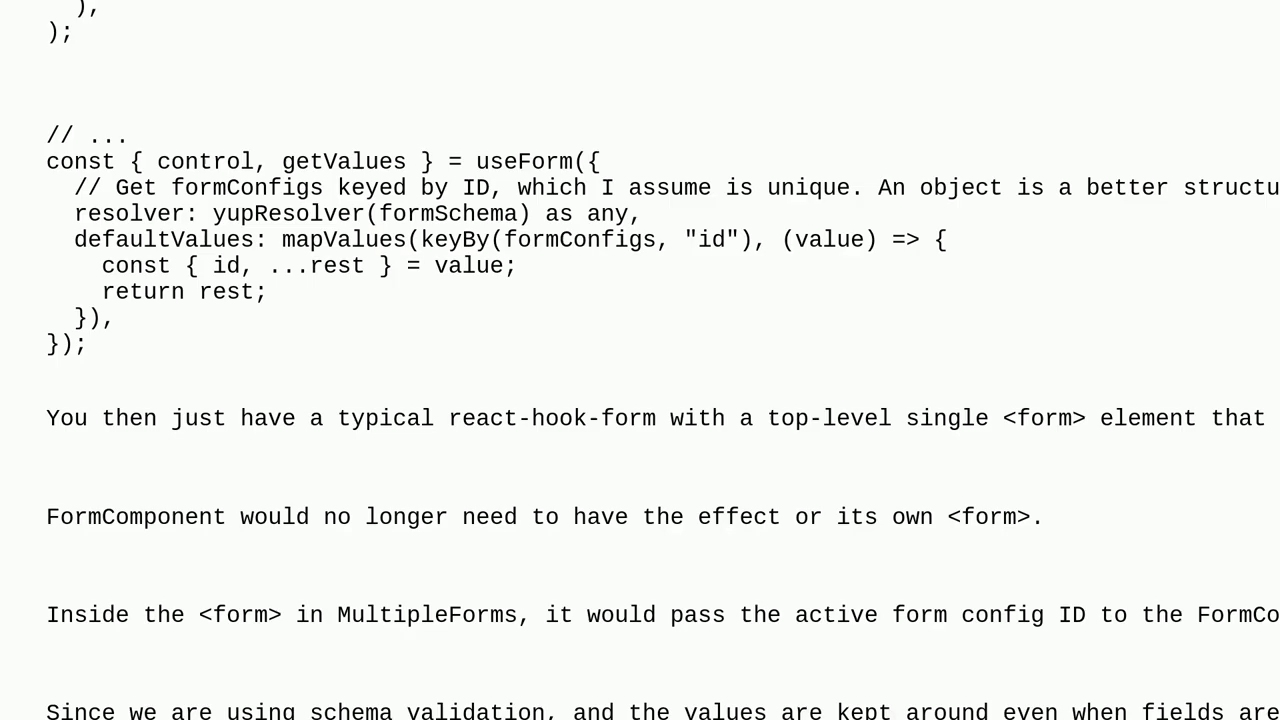 ),
);
// ...
const { control, getValues } = useForm({
// Get formConfigs keyed by ID, which I assume is unique. An object is a better structu
resolver: yupResolver(formSchema) as any,
defaultValues: mapValues(keyBy(formConfigs, "id"), (value) => {
const { id, ...rest } = value;
return rest;
}),
});
You then just have a typical react-hook-form with a top-level single <form> element that
FormComponent would no longer need to have the effect or its own <form>.
Inside the <form> in MultipleForms, it would pass the active form config ID to the FormCo
Since we are using schema validation, and the values are kept around even when fields are